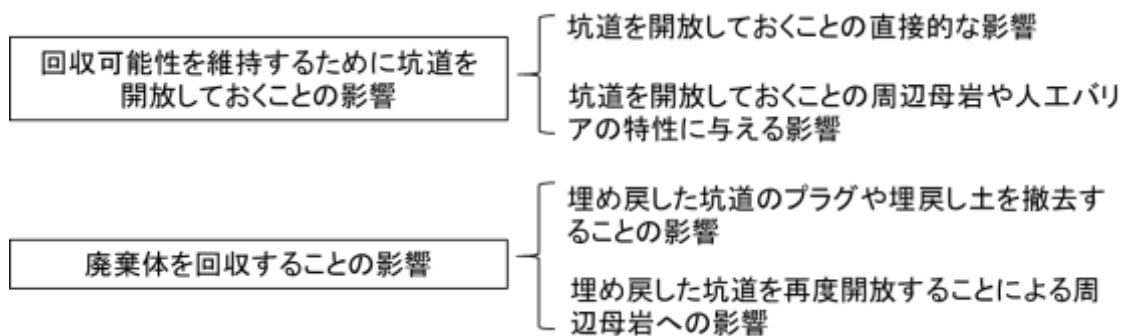 回収可能性を維持するために坑道を
開放しておくことの影響
坑道を開放しておくことの直接的な影響
坑道を開放しておくことの周辺母岩や人工バリ
アの特性に与える影響
廃棄体を回収することの影響
埋め戻した坑道のプラグや埋戻し土を撤去す
ることの影響
埋め戻した坑道を再度開放することによる周
辺母岩への影響